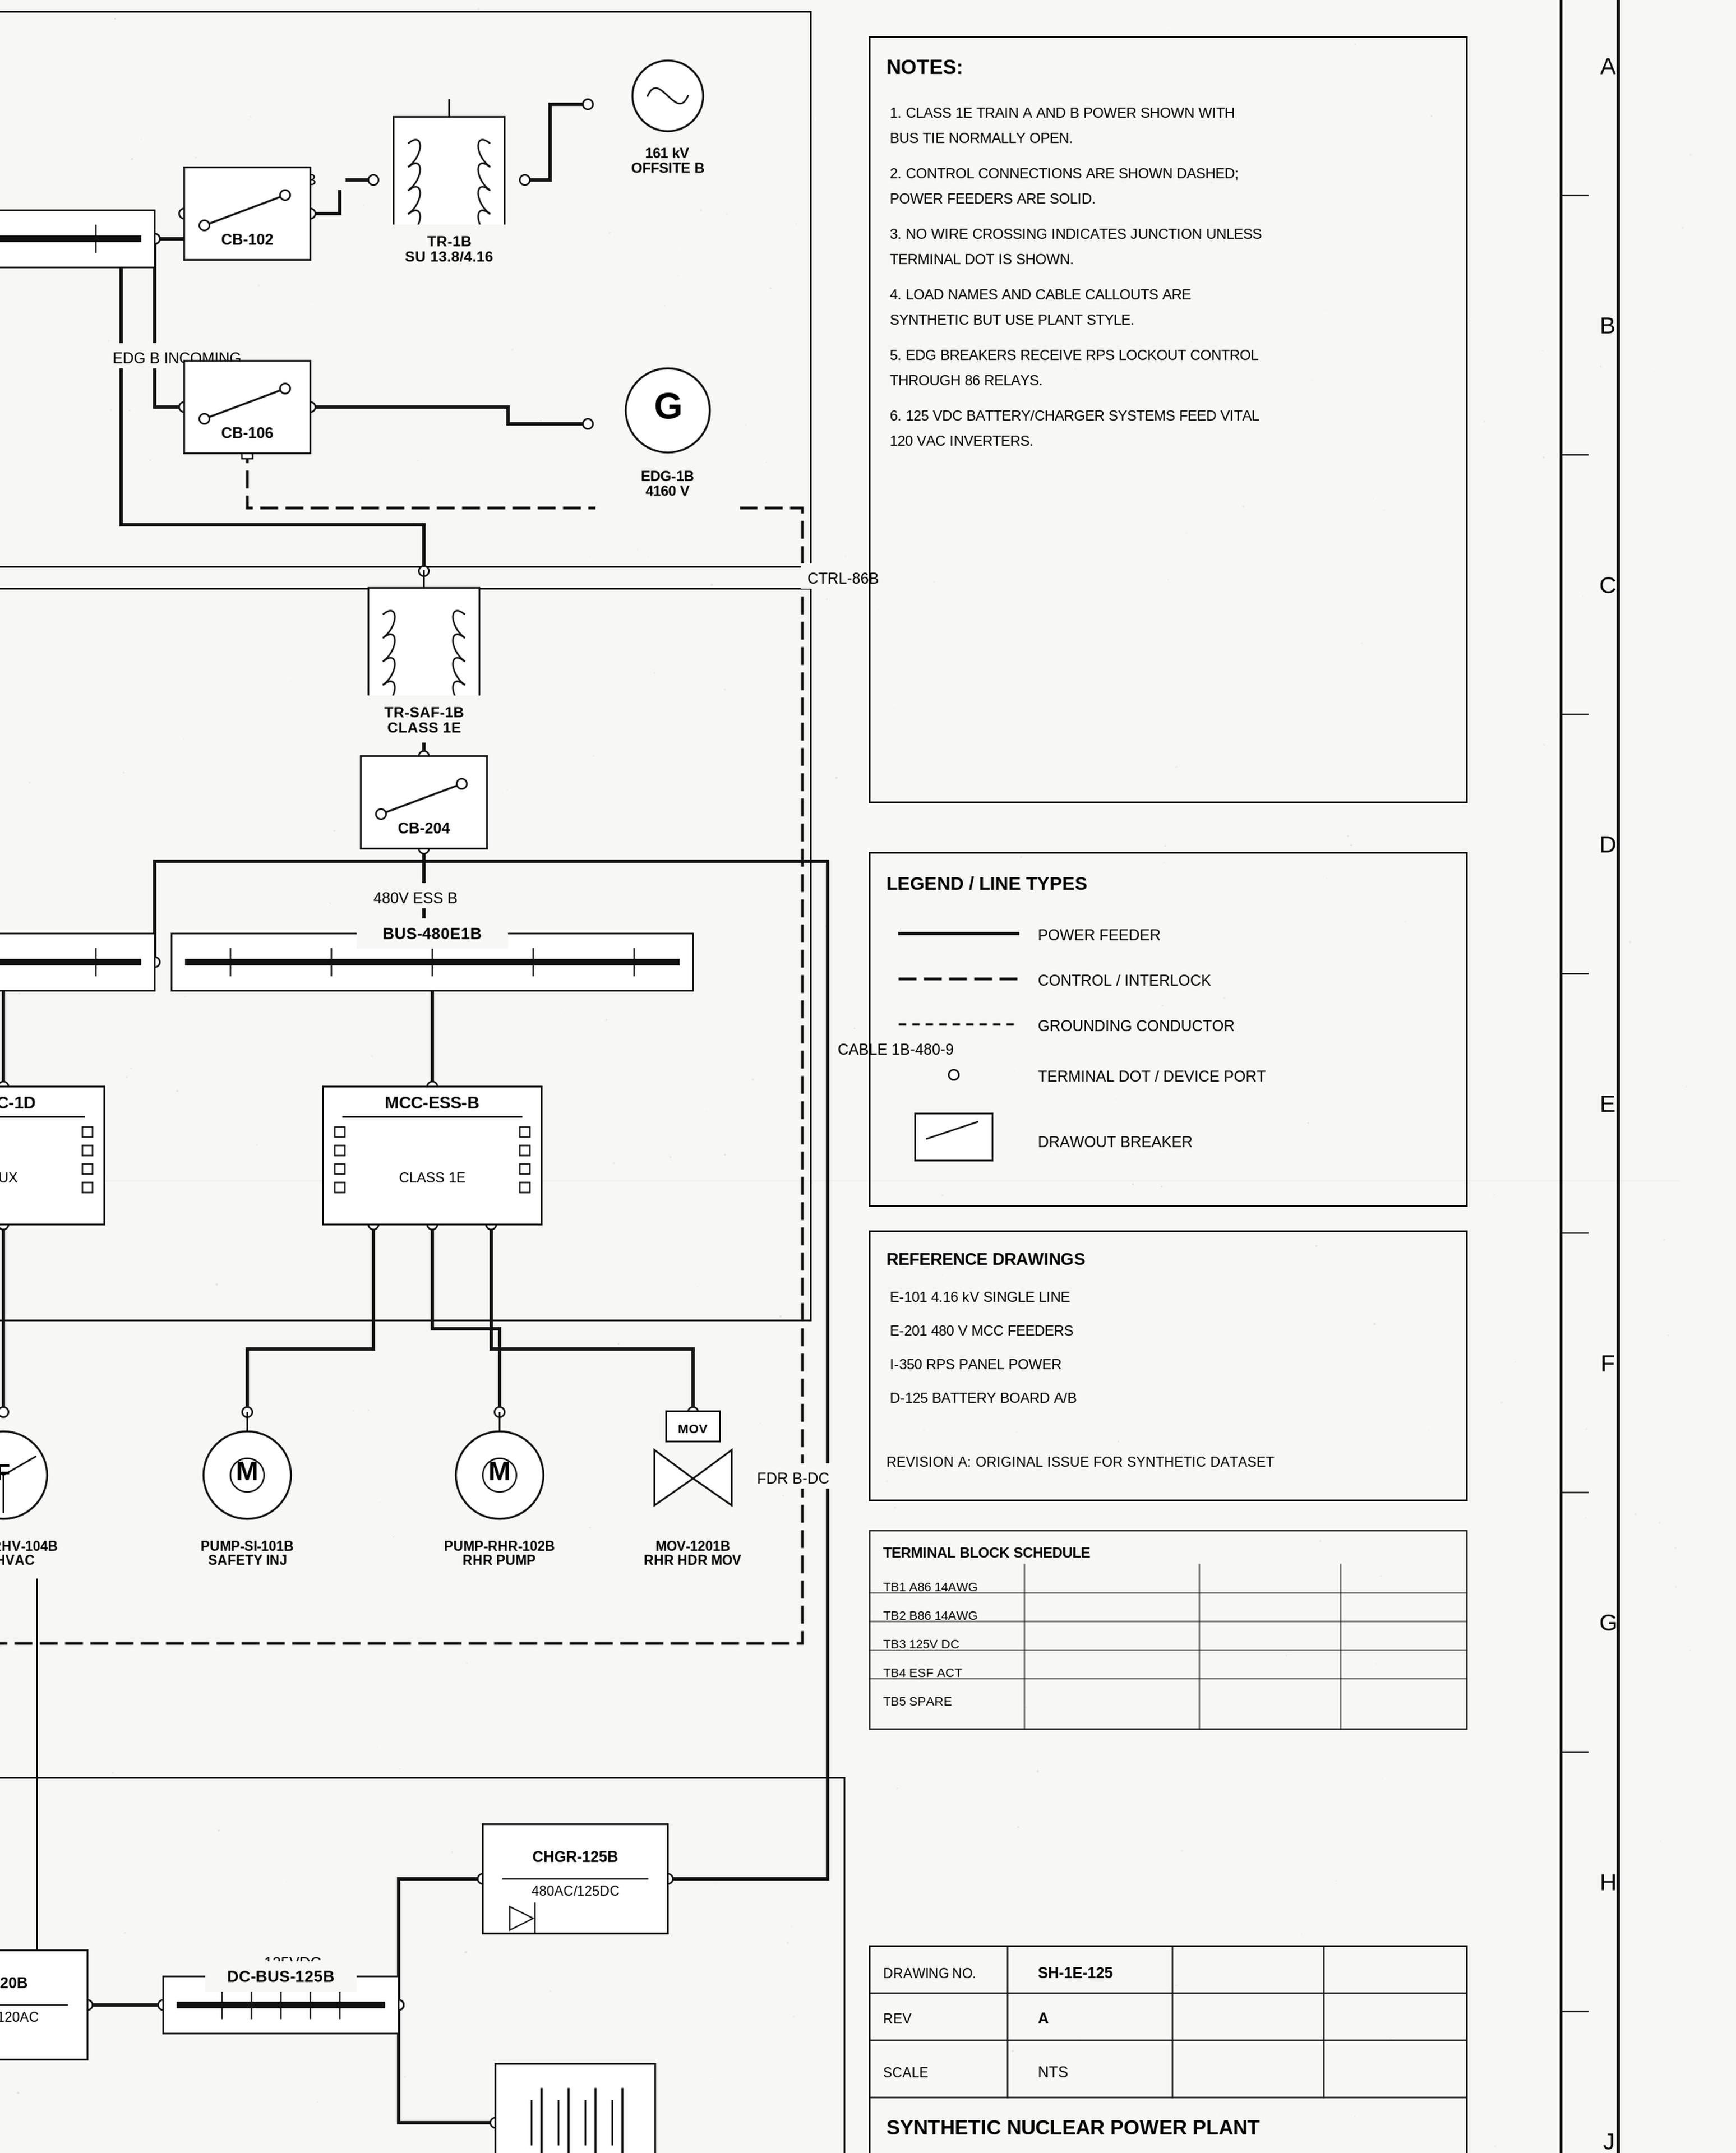 161 kV
OFFSITE B
CB-102
TR-1B
SU 13.8/4.16
EDG B INCOMING
CB-106
G
EDG-1B
4160 V
CTRL-86B
TR-SAF-1B
CLASS 1E
CB-204
480V ESS B
BUS-480E1B
CABLE 1B-480-9
C-1D
UX
MCC-ESS-B
CLASS 1E
MOV
M
M
FDR B-DC
HV-104B
HVAC
PUMP-SI-101B
SAFETY INJ
PUMP-RHR-102B
RHR PUMP
MOV-1201B
RHR HDR MOV
CHGR-125B
480AC/125DC
125VDC
DC-BUS-125B
20B
120AC
NOTES:
1. CLASS 1E TRAIN A AND B POWER SHOWN WITH
BUS TIE NORMALLY OPEN.
2. CONTROL CONNECTIONS ARE SHOWN DASHED;
POWER FEEDERS ARE SOLID.
3. NO WIRE CROSSING INDICATES JUNCTION UNLESS
TERMINAL DOT IS SHOWN.
4. LOAD NAMES AND CABLE CALLOUTS ARE
SYNTHETIC BUT USE PLANT STYLE.
5. EDG BREAKERS RECEIVE RPS LOCKOUT CONTROL
THROUGH 86 RELAYS.
6. 125 VDC BATTERY/CHARGER SYSTEMS FEED VITAL
120 VAC INVERTERS.
LEGEND / LINE TYPES
POWER FEEDER
CONTROL / INTERLOCK
GROUNDING CONDUCTOR
TERMINAL DOT / DEVICE PORT
DRAWOUT BREAKER
REFERENCE DRAWINGS
E-101 4.16 kV SINGLE LINE
E-201 480 V MCC FEEDERS
I-350 RPS PANEL POWER
D-125 BATTERY BOARD A/B
REVISION A: ORIGINAL ISSUE FOR SYNTHETIC DATASET
TERMINAL BLOCK SCHEDULE
TB1 A86 14AWG
TB2 B86 14AWG
TB3 125V DC
TB4 ESF ACT
TB5 SPARE
DRAWING NO. SH-1E-125
REV A
SCALE NTS
SYNTHETIC NUCLEAR POWER PLANT
A
B
C
D
E
F
G
H
J